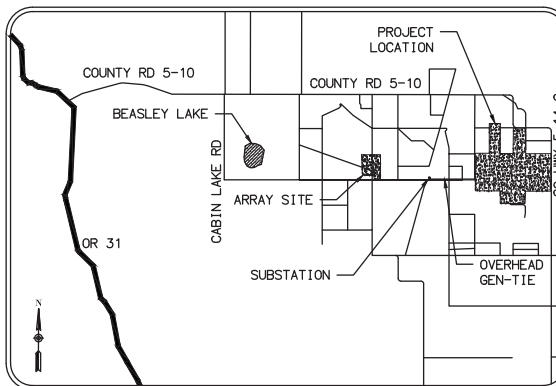 PROJECT
LOCATION
COUNTY RD 5-10
COUNTY RD 5-10
BEASLEY LAKE
CABIN LAKE RD
ARRAY SITE
OR 31
SUBSTATION
OVERHEAD
GEN-TIE
N